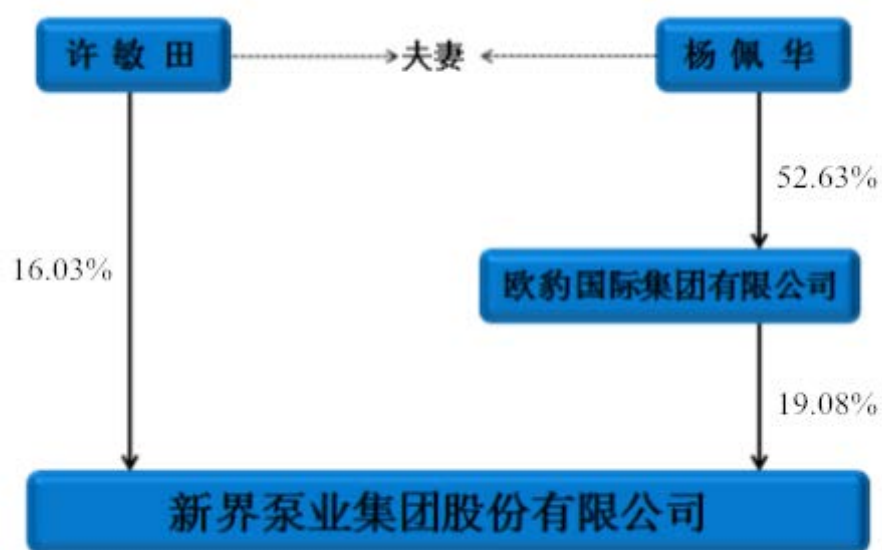 许敏田
夫妻
杨佩华
52.63%
16.03%
欧豹国际集团有限公司
19.08%
新界泵业集团股份有限公司